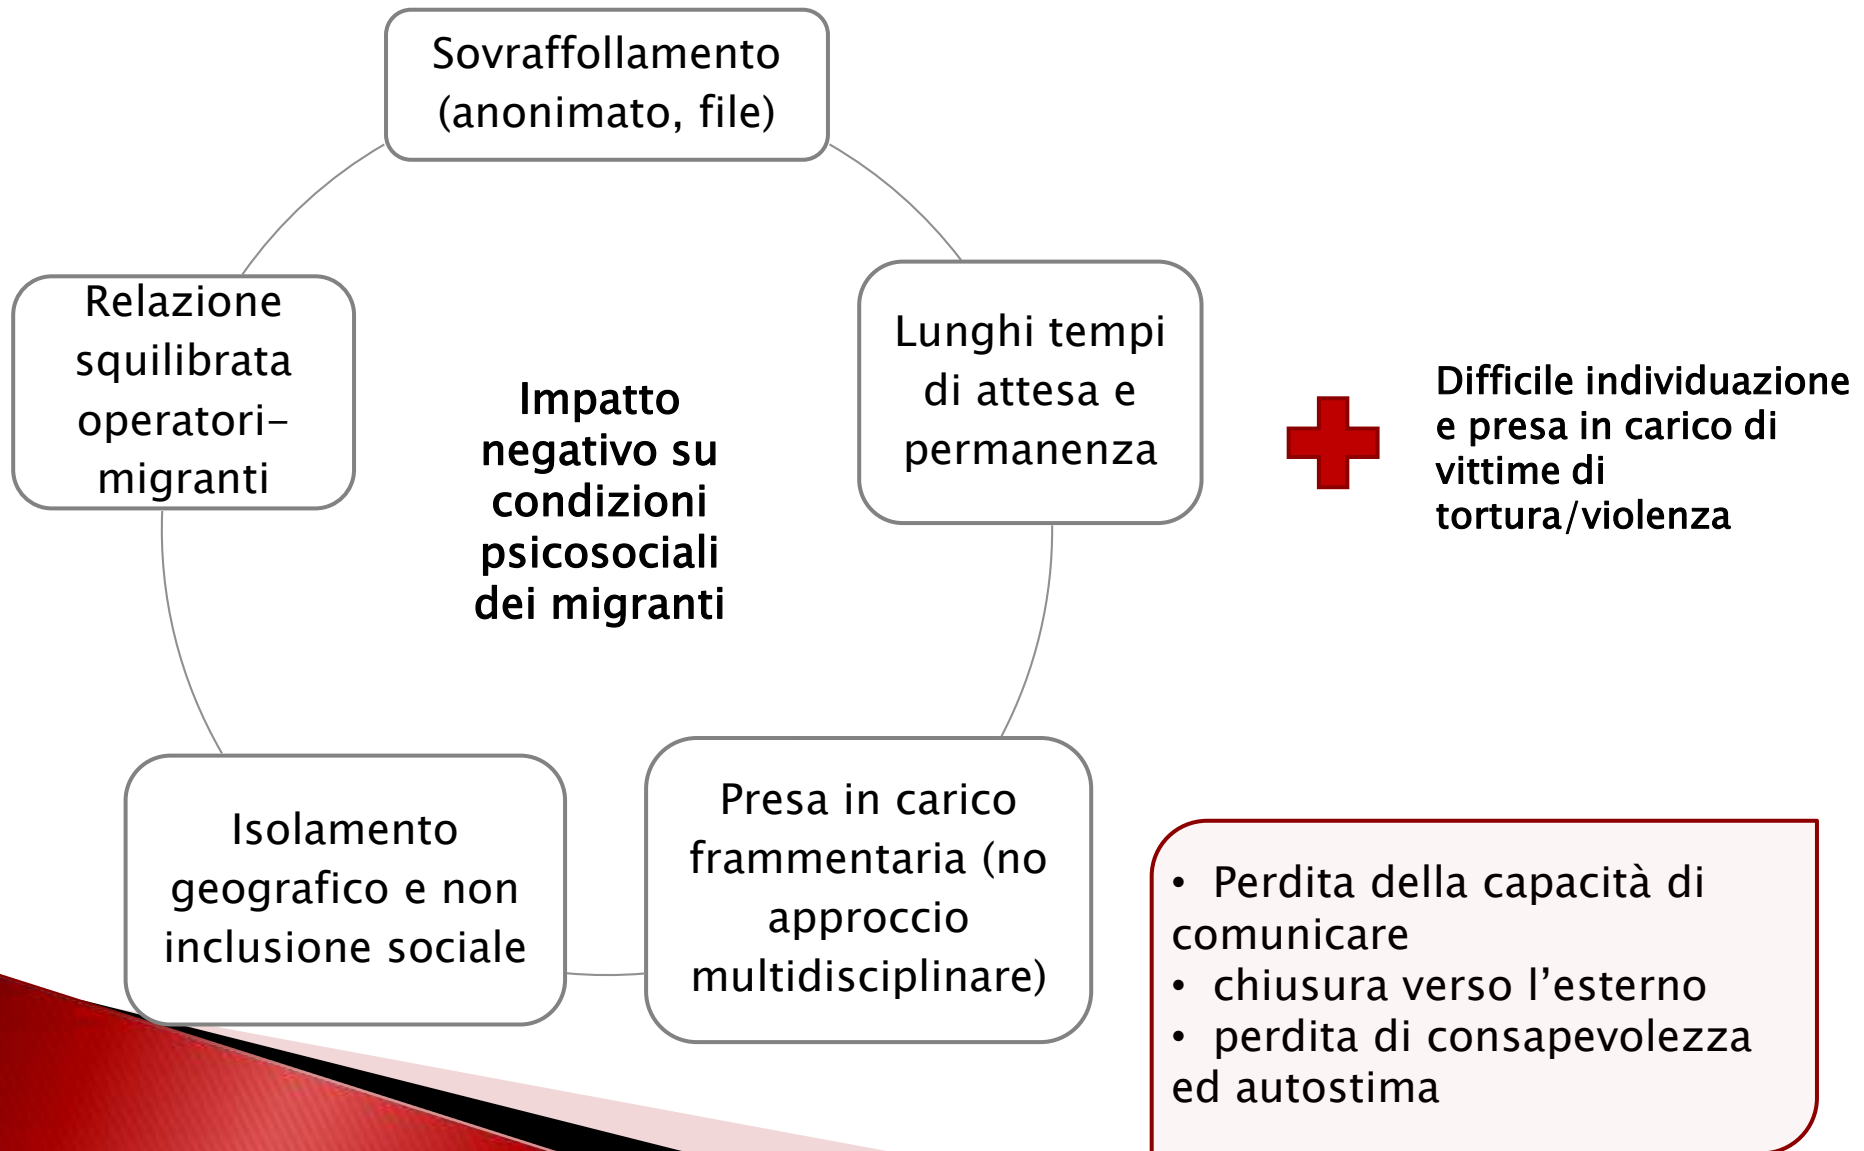 Sovraffollamento
(anonimato, file)
Relazione
squilibrata
operatori-
migranti
Impatto
negativo su
condizioni
psicosociali
dei migranti
Lunghi tempi
di attesa e
permanenza
Difficile individuazione
e presa in carico di
vittime di
tortura/violenza
Isolamento
geografico e non
inclusione sociale
Presa in carico
frammentaria (no
approccio
multidisciplinare)
• Perdita della capacità di
comunicare
• chiusura verso l’esterno
• perdita di consapevolezza
ed autostima